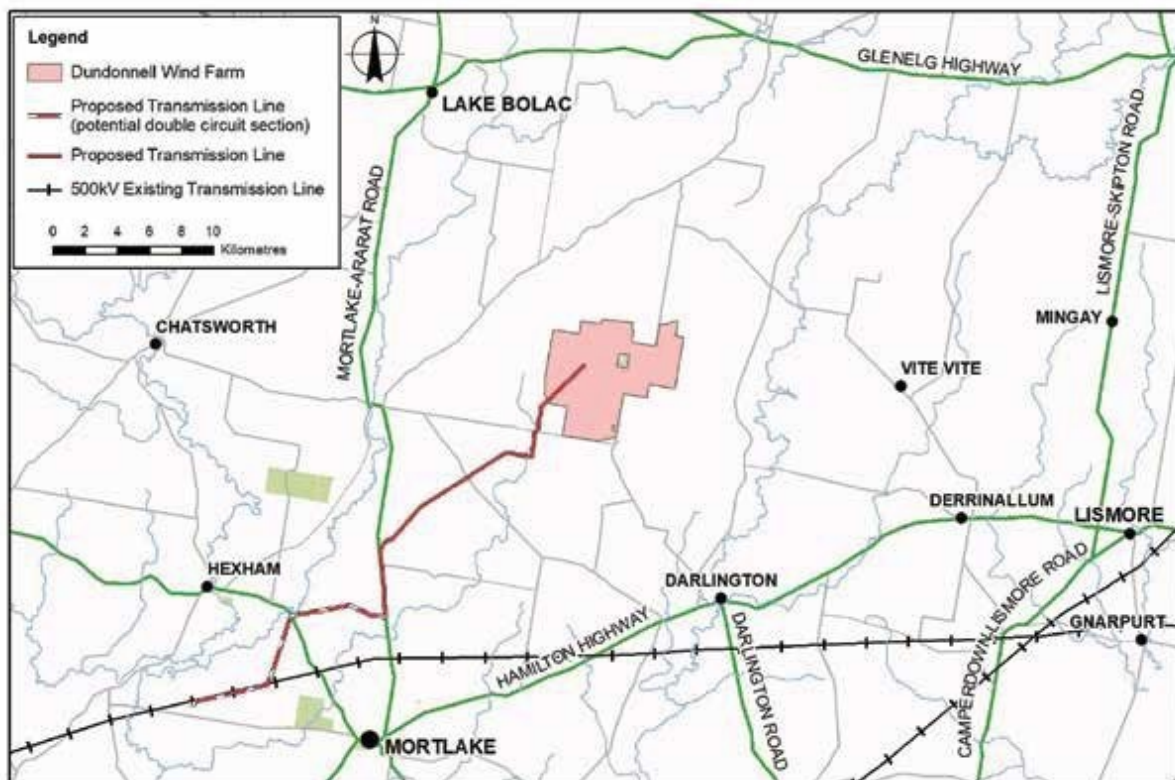 Legend
Dundonnell Wind Farm
Proposed Transmission Line
(potential double circuit section)
Proposed Transmission Line
500kV Existing Transmission Line
0 2 4 6 8 10
Kilometres
N
GLENELG HIGHWAY
LAKE BOLAC
LISMORE-SKIPTON ROAD
MORTLAKE-ARARAT ROAD
CHATSWORTH
MINGAY
VITE VITE
DERRINALLUM
LISMORE
HEXHAM
DARLINGTON
GNARPURT
HAMILTON HIGHWAY
DARLINGTON ROAD
CAMPERDOWN-LISMORE ROAD
MORTLAKE